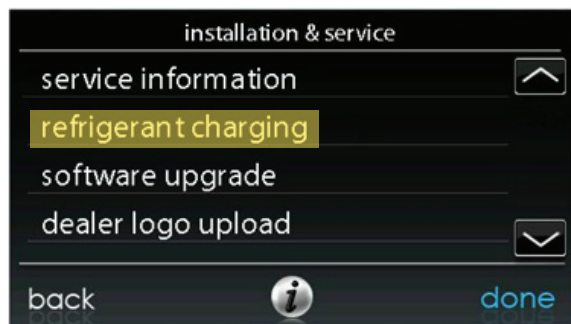 installation & service
service information
refrigerant charging
software upgrade
dealer logo upload
back i done